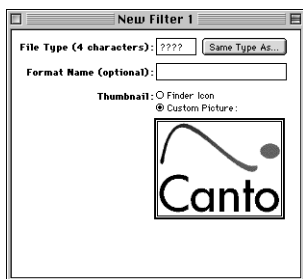 New Filter 1
File Type (4 characters): ???? Same Type As...
Format Name (optional):
Thumbnail: Finder Icon
Custom Picture:
Canto